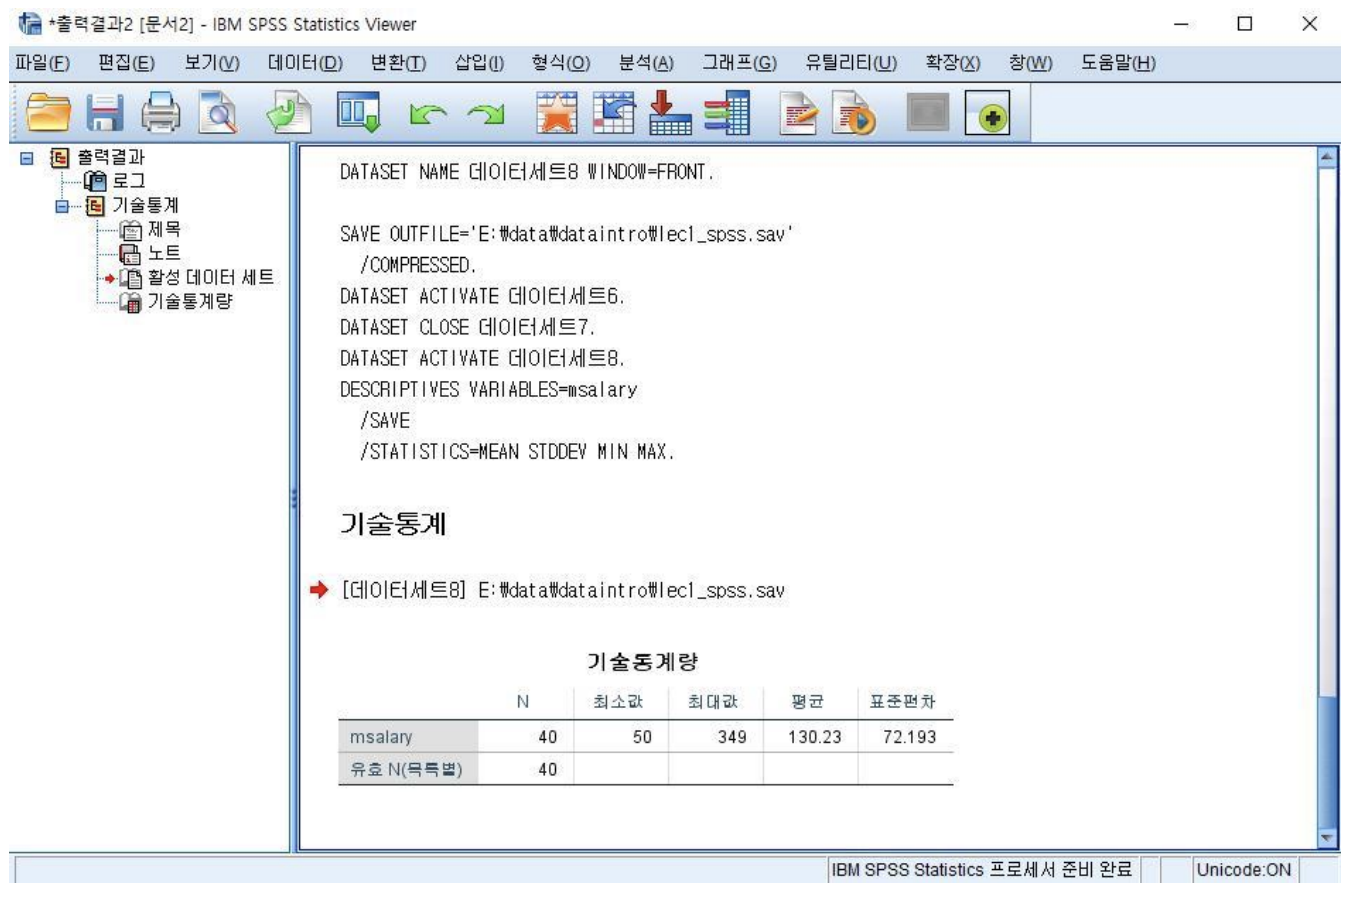 *출력결과2 [문서2] - IBM SPSS Statistics Viewer
파일(F) 편집(E) 보기(V) 데이터(D) 변환(T) 삽입(I) 형식(O) 분석(A) 그래프(G) 유틸리티(U) 확장(X) 창(W) 도움말(H)
출력결과
로그
기술통계
제목
노트
활성 데이터 세트
기술통계량
DATASET NAME 데이터세트8 WINDOW=FRONT.
SAVE OUTFILE='E:₩data₩dataintro₩lec1_spss.sav'
/COMPRESSED.
DATASET ACTIVATE 데이터세트6.
DATASET CLOSE 데이터세트7.
DATASET ACTIVATE 데이터세트8.
DESCRIPTIVES VARIABLES=msalary
/SAVE
/STATISTICS=MEAN STDDEV MIN MAX.
기술통계
[데이터세트8] E:₩data₩dataintro₩lec1_spss.sav
기술통계량
N 최소값 최대값 평균 표준편차
msalary 40 50 349 130.23 72.193
유효 N(목록별) 40
IBM SPSS Statistics 프로세서 준비 완료 Unicode:ON